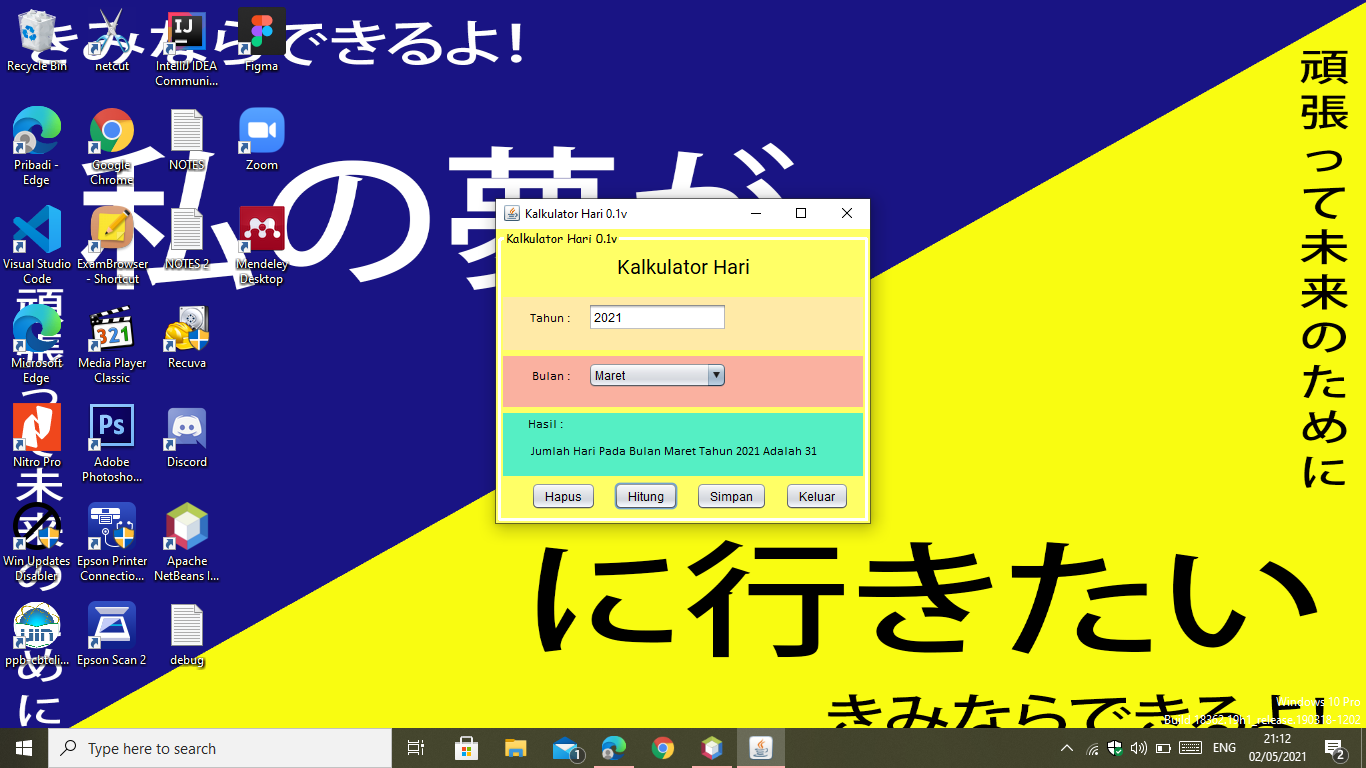 きみならできるよ!
Recycle Bin
netcut
IntelliJ IDEA
Communi...
Figma
Pribadi -
Edge
Google
Chrome
NOTES
Zoom
私の夢が
Visual Studio
Code
ExamBrowser
- Shortcut
NOTES 2
Mendeley
Desktop
Microsoft
Edge
Media Player
Classic
321
Recuva
Nitro Pro
Ps
Adobe
Photosho...
Discord
Win Updates
Disabler
Epson Printer
Connectio...
Apache
NetBeans I...
Epson Scan 2
debug
頑張って未来のために
頑張って未来のために
Kalkulator Hari 0.1v
Kalkulator Hari 0.1v
Kalkulator Hari
Tahun :
2021
Bulan :
Maret
Hasil :
Jumlah Hari Pada Bulan Maret Tahun 2021 Adalah 31
Hapus
Hitung
Simpan
Keluar
に行きたい
きみならできるよ!
Windows 10 Pro
Build 18362.19h1_release.190318-1202
Type here to search
1
ENG
21:12
02/05/2021
2